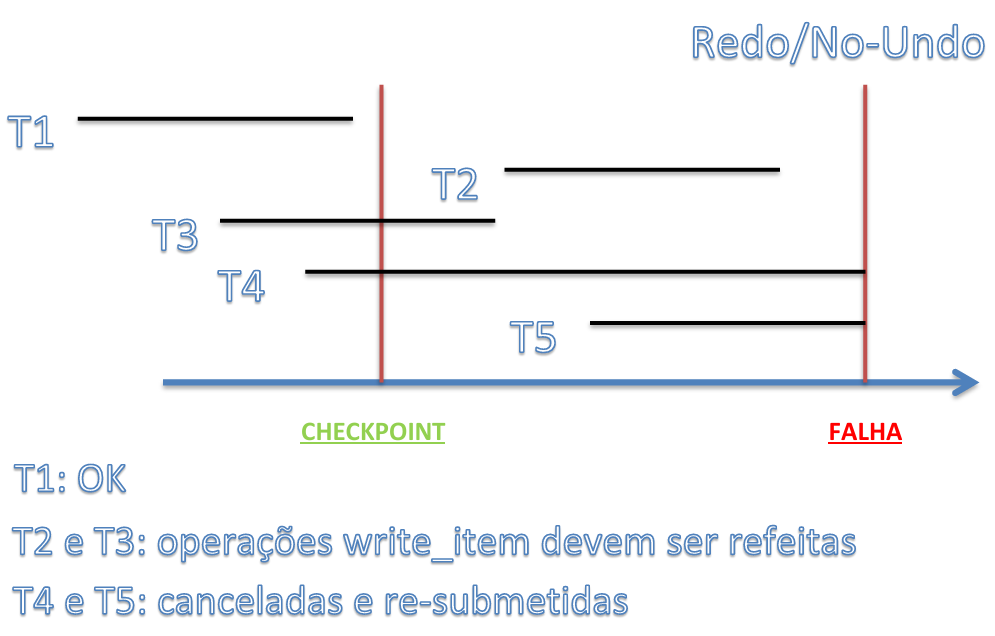 Redo/No-Undo
T1
T2
T3
T4
T5
CHECKPOINT
FALHA
T1: OK
T2 e T3: operações write_item devem ser refeitas
T4 e T5: canceladas e re-submetidas